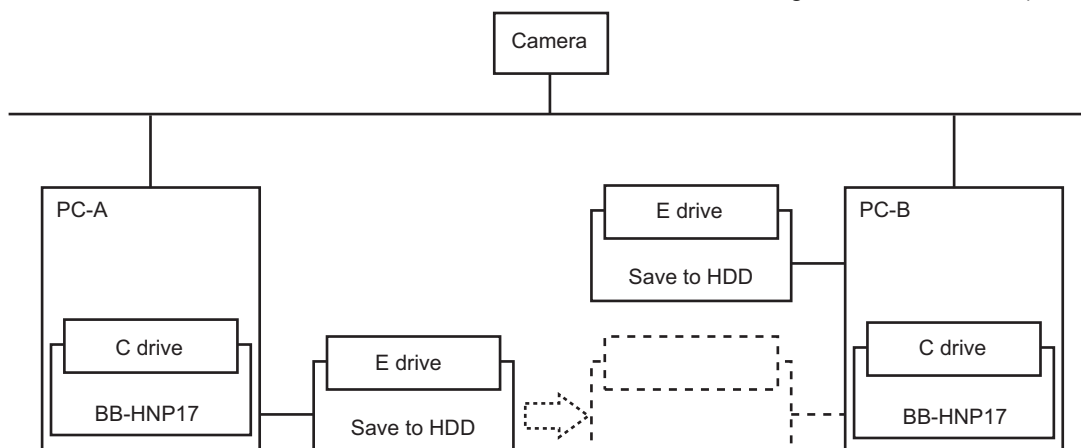 Camera
PC-A
E drive
PC-B
Save to HDD
C drive
E drive
C drive
BB-HNP17
Save to HDD
BB-HNP17